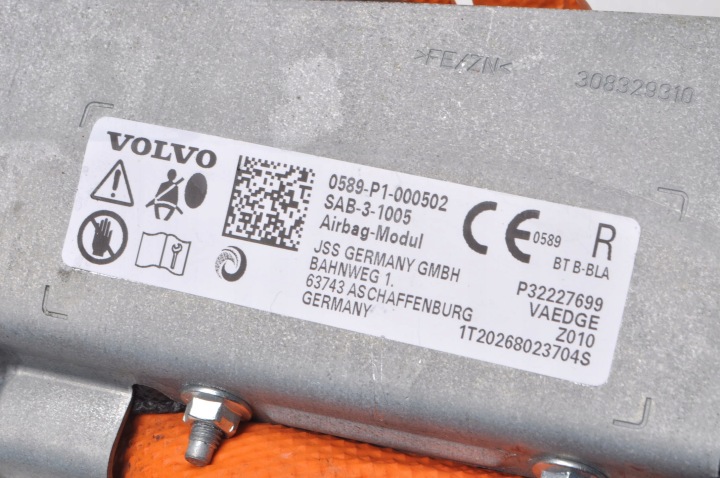 >FE/ZN<
308329310
VOLVO
0589-P1-000502
SAB-3-1005
Airbag-Modul
JSS GERMANY GMBH
BAHNWEG 1.
63743 ASCHAFFENBURG
GERMANY
CE 0589
R
BT B-BLA
P32227699
VAEDGE
Z010
1T20268023704S